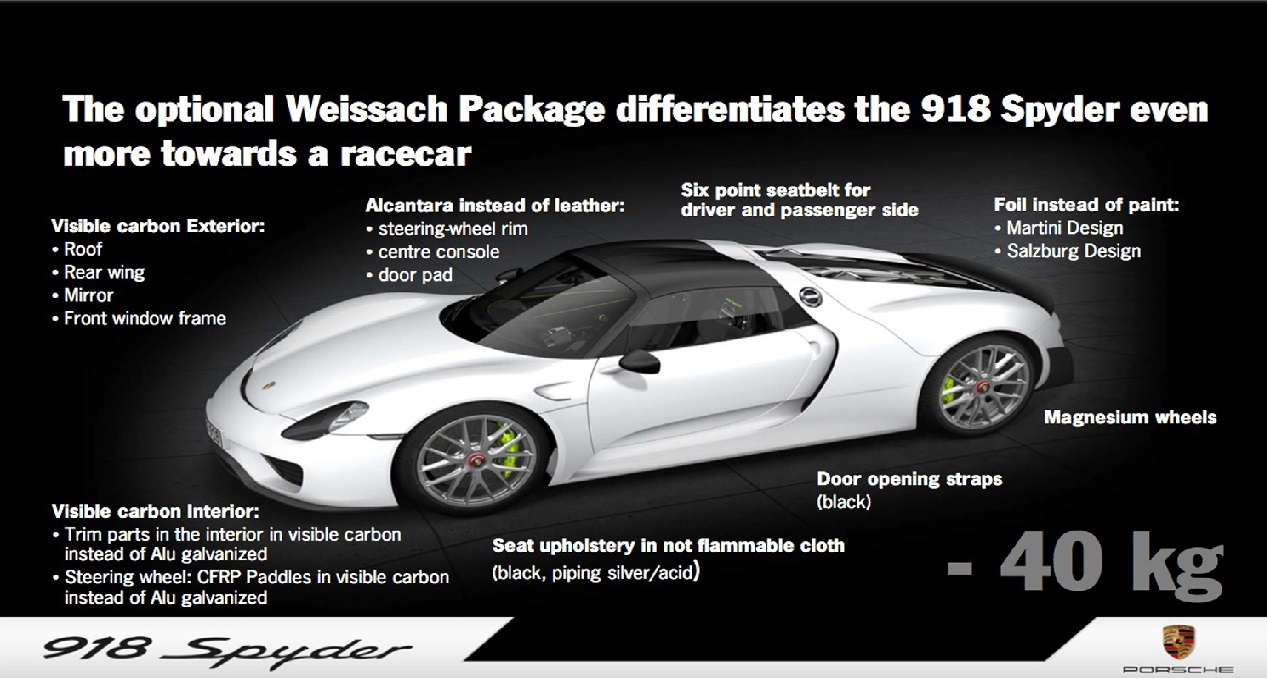 The optional Weissach Package differentiates the 918 Spyder even
more towards a racecar
Visible carbon Exterior:
• Roof
• Rear wing
• Mirror
• Front window frame
Alcantara instead of leather:
• steering-wheel rim
• centre console
• door pad
Six point seatbelt for
driver and passenger side
Foil instead of paint:
• Martini Design
• Salzburg Design
Magnesium wheels
Door opening straps
(black)
Visible carbon Interior:
• Trim parts in the interior in visible carbon
instead of Alu galvanized
• Steering wheel: CFRP Paddles in visible carbon
instead of Alu galvanized
Seat upholstery in not flammable cloth
(black, piping silver/acid)
- 40 kg
918 Spyder
PORSCHE